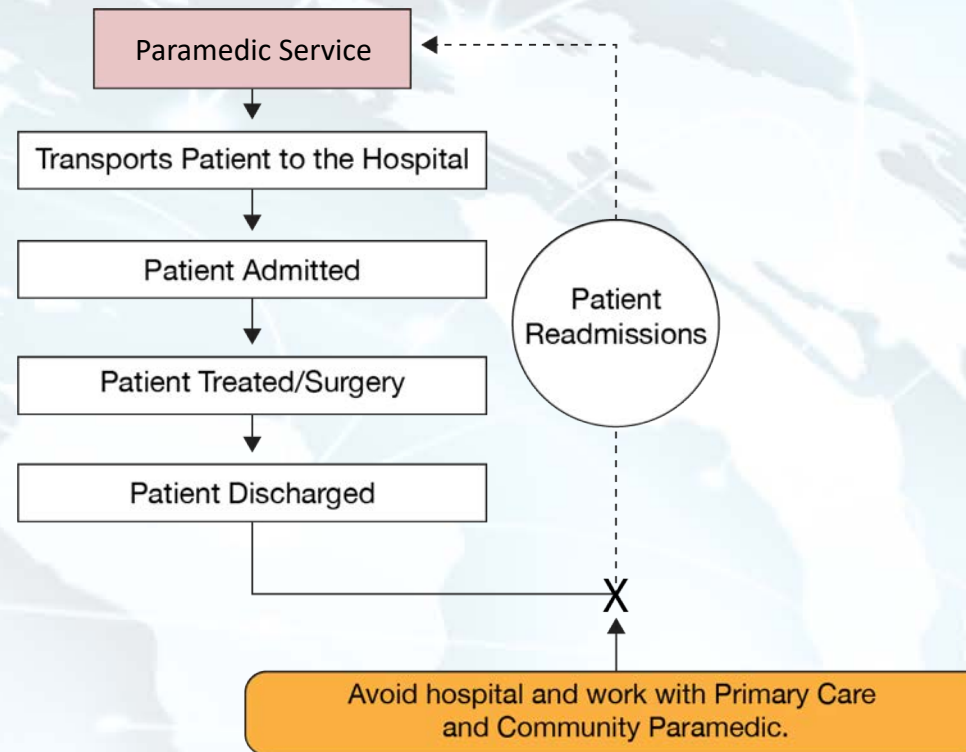 Paramedic Service
Transports Patient to the Hospital
Patient Admitted
Patient Treated/Surgery
Patient Discharged
Patient
Readmissions
X
Avoid hospital and work with Primary Care
and Community Paramedic.